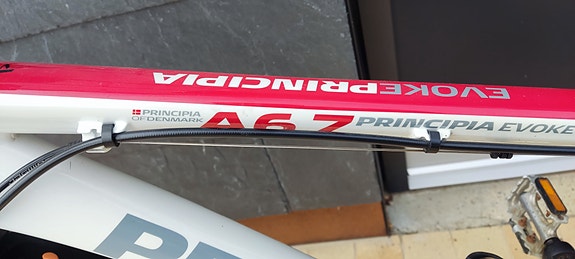 EVOKEPRINCIPIA
PRINCIPIA
OF DENMARK
A6.7 PRINCIPIA EVOKE